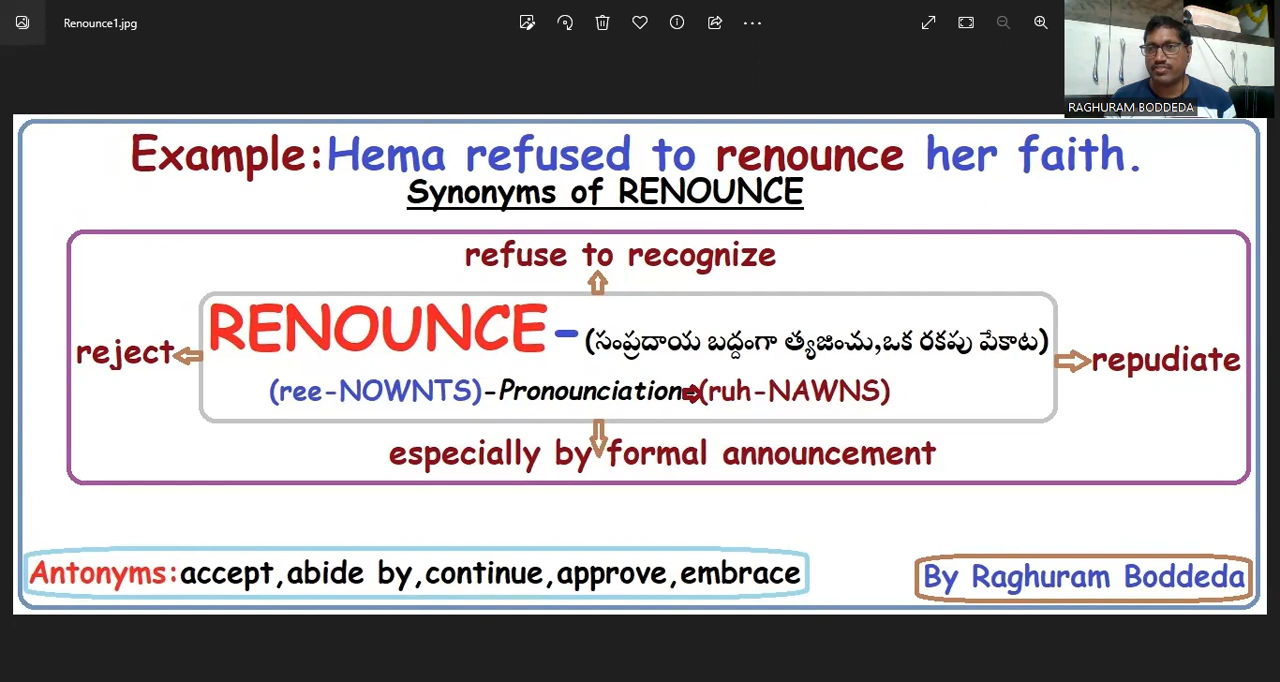 Renounce1.jpg
RAGHURAM BODDEDA
Example:Hema refused to renounce her faith.
Synonyms of RENOUNCE
refuse to recognize
RENOUNCE-(సంప్రదాయ బద్దంగా త్యజించు,ఒక రకపు పేకాట)
reject
repudiate
(ree-NOWNTS)-Pronounciation(ruh-NAWNS)
especially by formal announcement
Antonyms:accept,abide by,continue,approve,embrace
By Raghuram Boddeda